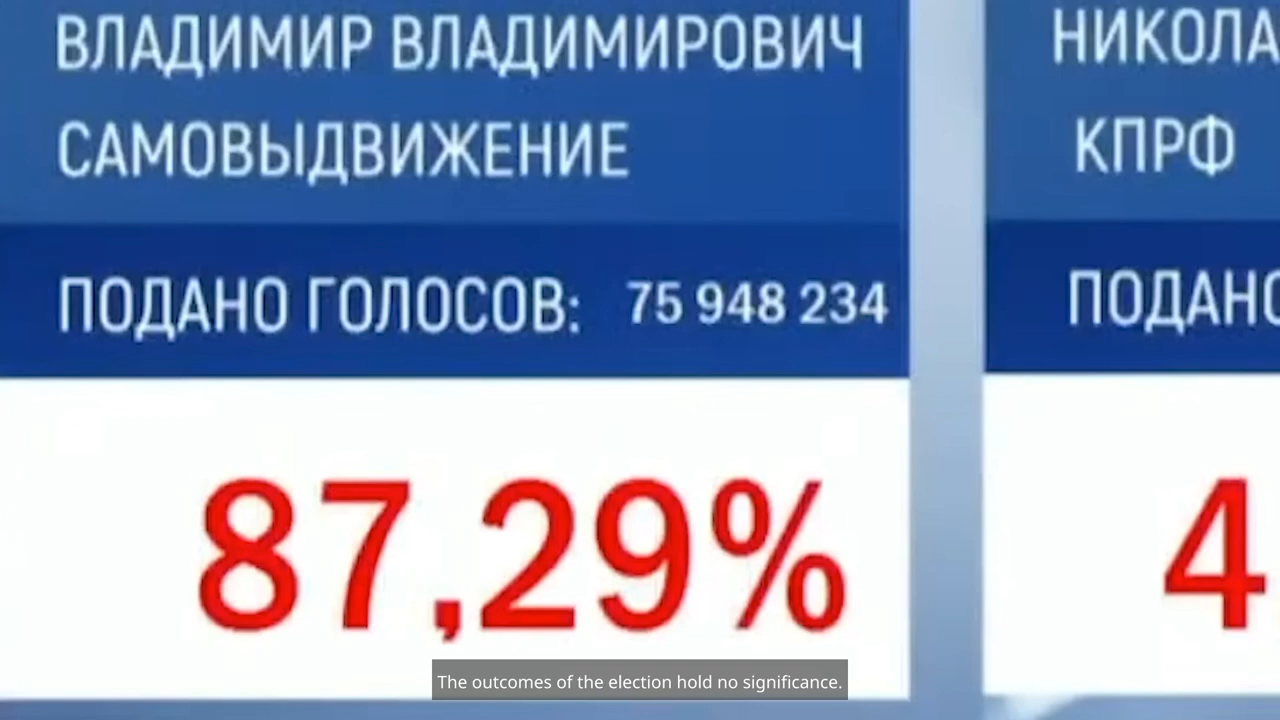 ВЛАДИМИР ВЛАДИМИРОВИЧ
САМОВЫДВИЖЕНИЕ
ПОДАНО ГОЛОСОВ: 75 948 234
87,29%
КПРФ
4
The outcomes of the election hold no significance.